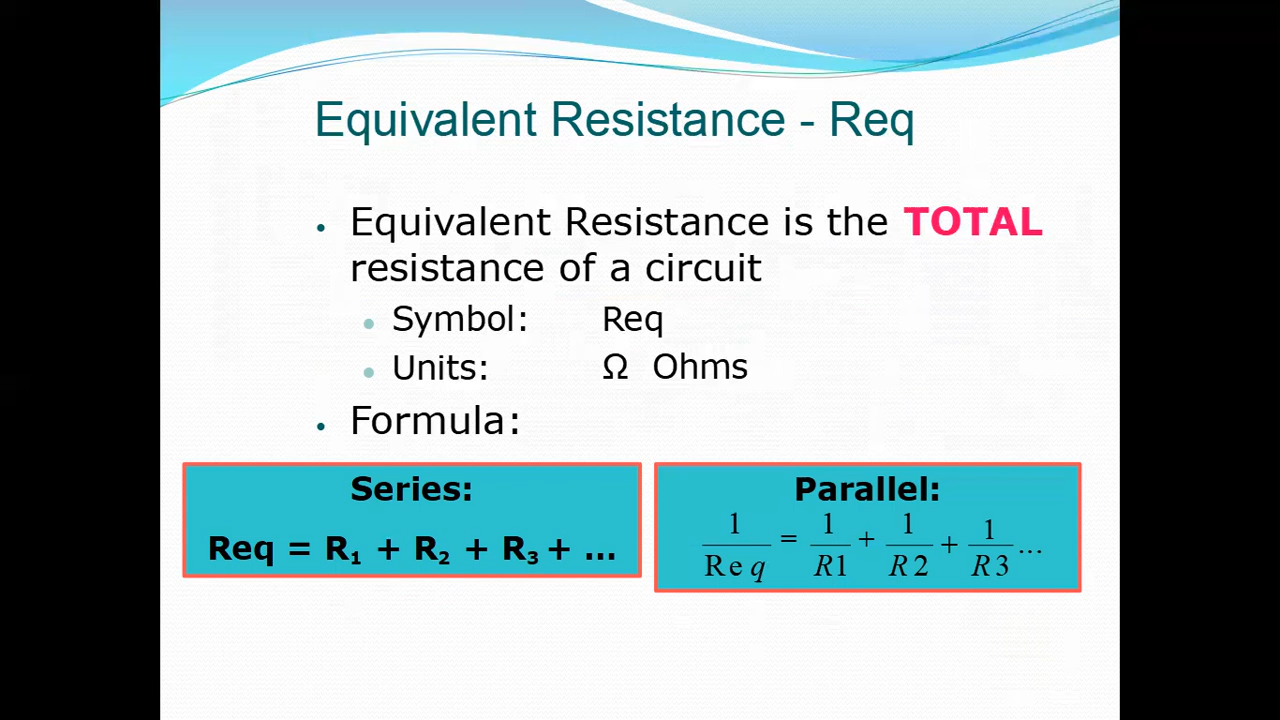 Equivalent Resistance - Req
• Equivalent Resistance is the TOTAL
resistance of a circuit
• Symbol: Req
• Units: Ω Ohms
• Formula:
Series:
Req = R₁ + R₂ + R₃ + ...
Parallel:
1/Req = 1/R1 + 1/R2 + 1/R3 ...